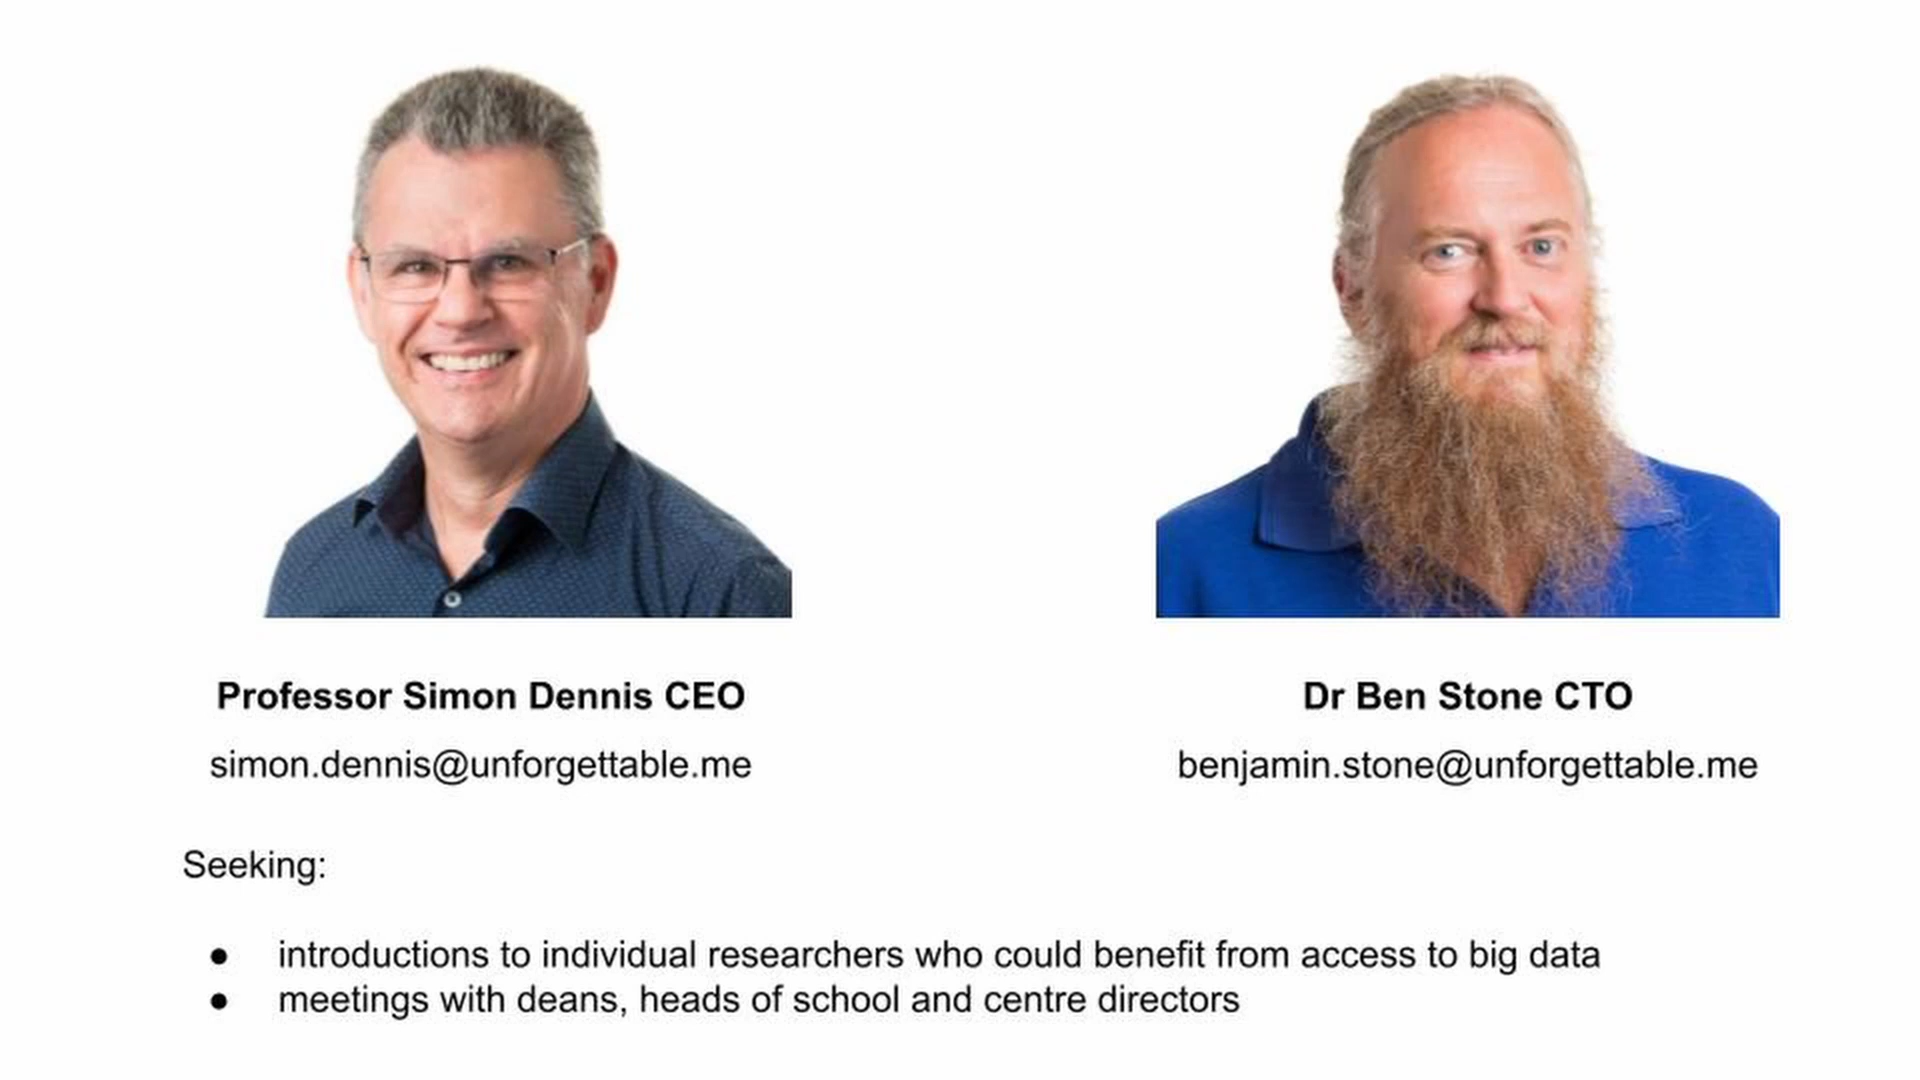 Professor Simon Dennis CEO
simon.dennis@unforgettable.me
Dr Ben Stone CTO
benjamin.stone@unforgettable.me
Seeking:
● introductions to individual researchers who could benefit from access to big data
● meetings with deans, heads of school and centre directors